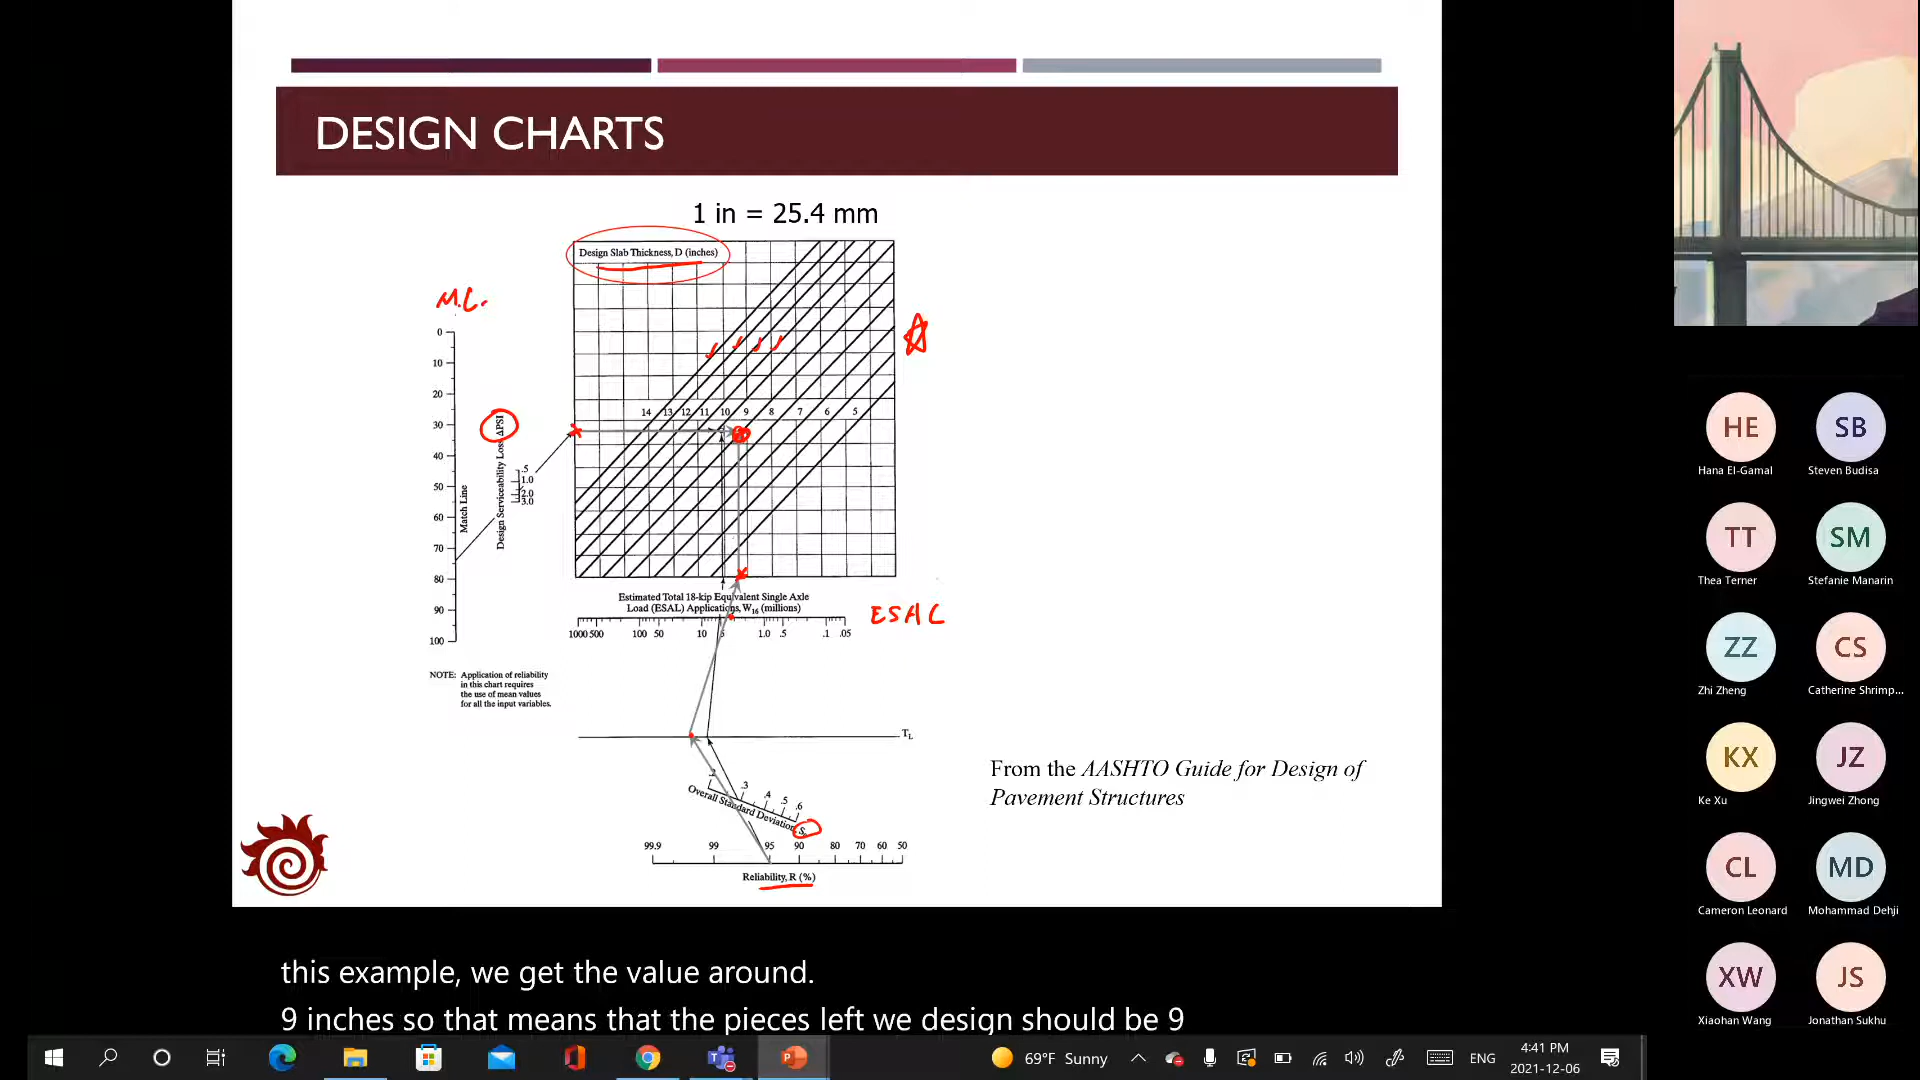 DESIGN CHARTS
1 in = 25.4 mm
Design Slab Thickness, D (inches)
M.L.
0
10
20
30
40
50
60
70
80
90
100
Match Line
Design Serviceability Loss, ΔPSI
.5
1.0
2.0
3.0
14 13 12 11 10 9 8 7 6 5
Estimated Total 18-kip Equivalent Single Axle
Load (ESAL) Applications, W16 (millions)
ESAL
1000 500 100 50 10 5 1.0 .5 .1 .05
NOTE: Application of reliability
in this chart requires
the use of mean values
for all the input variables.
TL
.2 .3 .4 .5 .6
Overall Standard Deviation, S
99.9 99 95 90 80 70 60 50
Reliability, R (%)
From the AASHTO Guide for Design of
Pavement Structures
this example, we get the value around.
9 inches so that means that the pieces left we design should be 9
HE SB
Hana El-Gamal Steven Budisa
TT SM
Thea Terner Stefanie Manarin
ZZ CS
Zhi Zheng Catherine Shrimp...
KX JZ
Ke Xu Jingwei Zhong
CL MD
Cameron Leonard Mohammad Dehji
XW JS
Xiaohan Wang Jonathan Sukhu
69°F Sunny
ENG
4:41 PM
2021-12-06